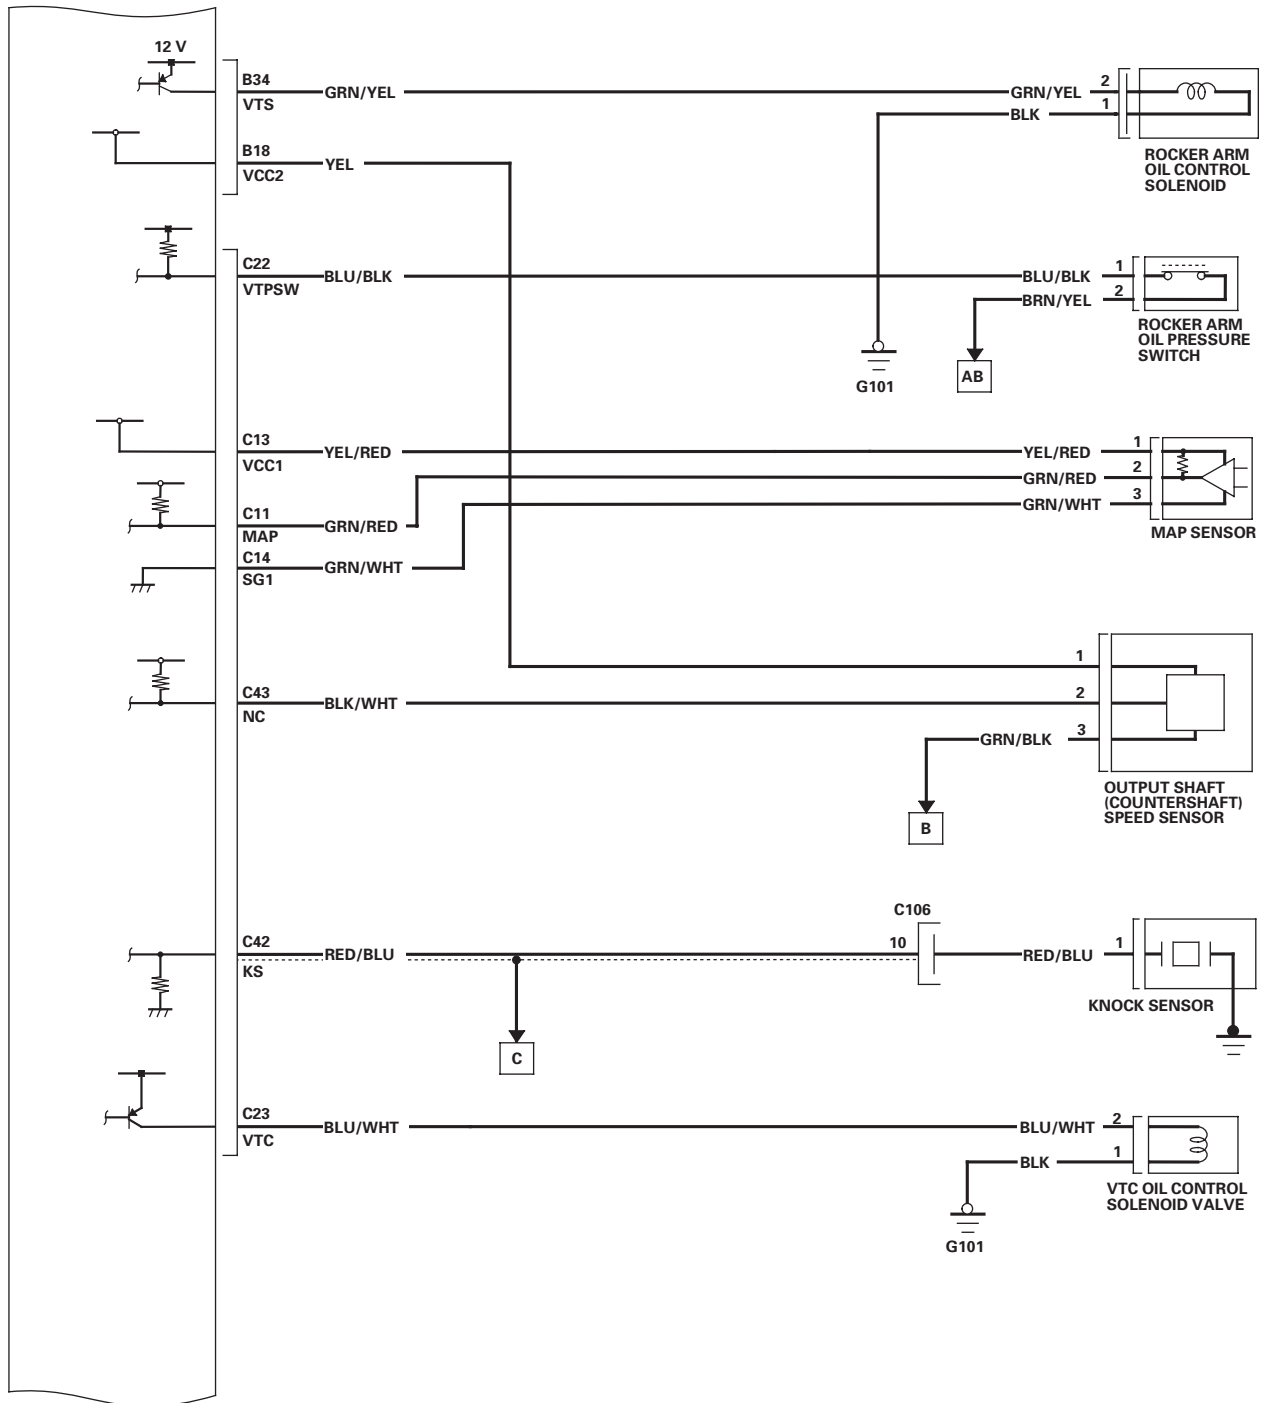 12 V
B34
VTS
GRN/YEL
GRN/YEL
2
BLK
1
ROCKER ARM
OIL CONTROL
SOLENOID
B18
VCC2
YEL
C22
VTPSW
BLU/BLK
BLU/BLK
1
BRN/YEL
2
ROCKER ARM
OIL PRESSURE
SWITCH
G101
AB
C13
VCC1
YEL/RED
YEL/RED
1
GRN/RED
2
GRN/WHT
3
MAP SENSOR
C11
MAP
GRN/RED
C14
SG1
GRN/WHT
1
C43
NC
BLK/WHT
2
GRN/BLK
3
OUTPUT SHAFT
(COUNTERSHAFT)
SPEED SENSOR
B
C106
C42
KS
RED/BLU
10
RED/BLU
1
KNOCK SENSOR
C
C23
VTC
BLU/WHT
BLU/WHT
2
BLK
1
VTC OIL CONTROL
SOLENOID VALVE
G101